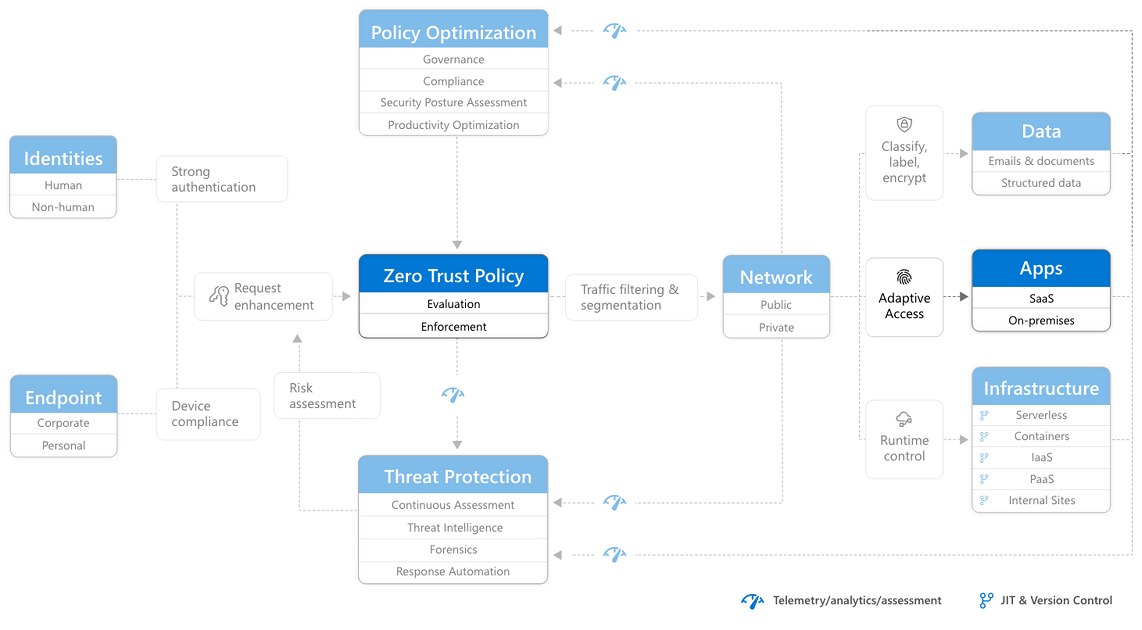 Policy Optimization
Governance
Compliance
Security Posture Assessment
Productivity Optimization
Identities
Human
Non-human
Strong
authentication
Request
enhancement
Endpoint
Corporate
Personal
Device
compliance
Risk
assessment
Zero Trust Policy
Evaluation
Enforcement
Threat Protection
Continuous Assessment
Threat Intelligence
Forensics
Response Automation
Traffic filtering &
segmentation
Network
Public
Private
Classify,
label,
encrypt
Data
Emails & documents
Structured data
Adaptive
Access
Apps
SaaS
On-premises
Runtime
control
Infrastructure
Serverless
Containers
IaaS
PaaS
Internal Sites
Telemetry/analytics/assessment
JIT & Version Control